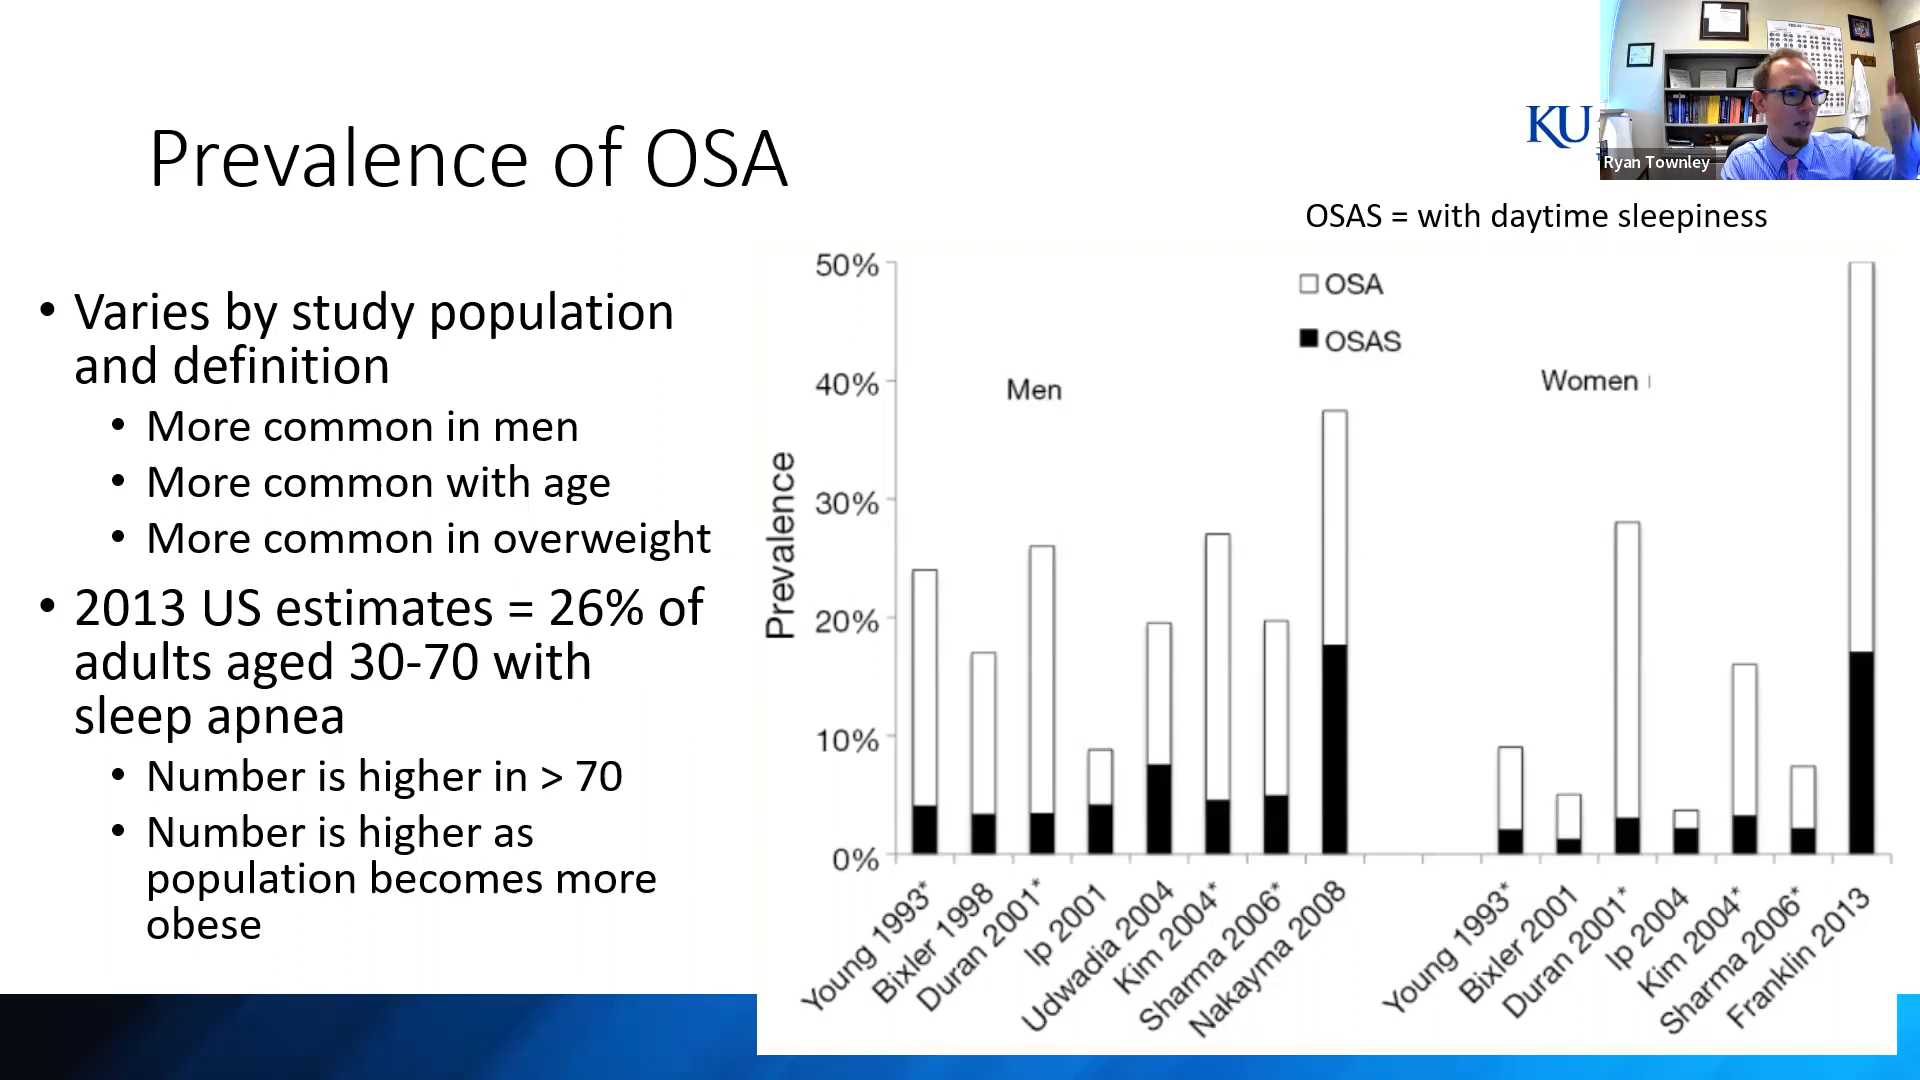 Prevalence of OSA
KU
Ryan Townley
OSAS = with daytime sleepiness
• Varies by study population
and definition
• More common in men
• More common with age
• More common in overweight
• 2013 US estimates = 26% of
adults aged 30-70 with
sleep apnea
• Number is higher in > 70
• Number is higher as
population becomes more
obese
Prevalence
50%
40%
30%
20%
10%
0%
OSA
OSAS
Men
Women
Young 1993*
Bixler 1998
Duran 2001*
Ip 2001
Udwadia 2004
Kim 2004*
Sharma 2006*
Nakayma 2008
Young 1993*
Bixler 2001
Duran 2001*
Ip 2004
Kim 2004*
Sharma 2006*
Franklin 2013